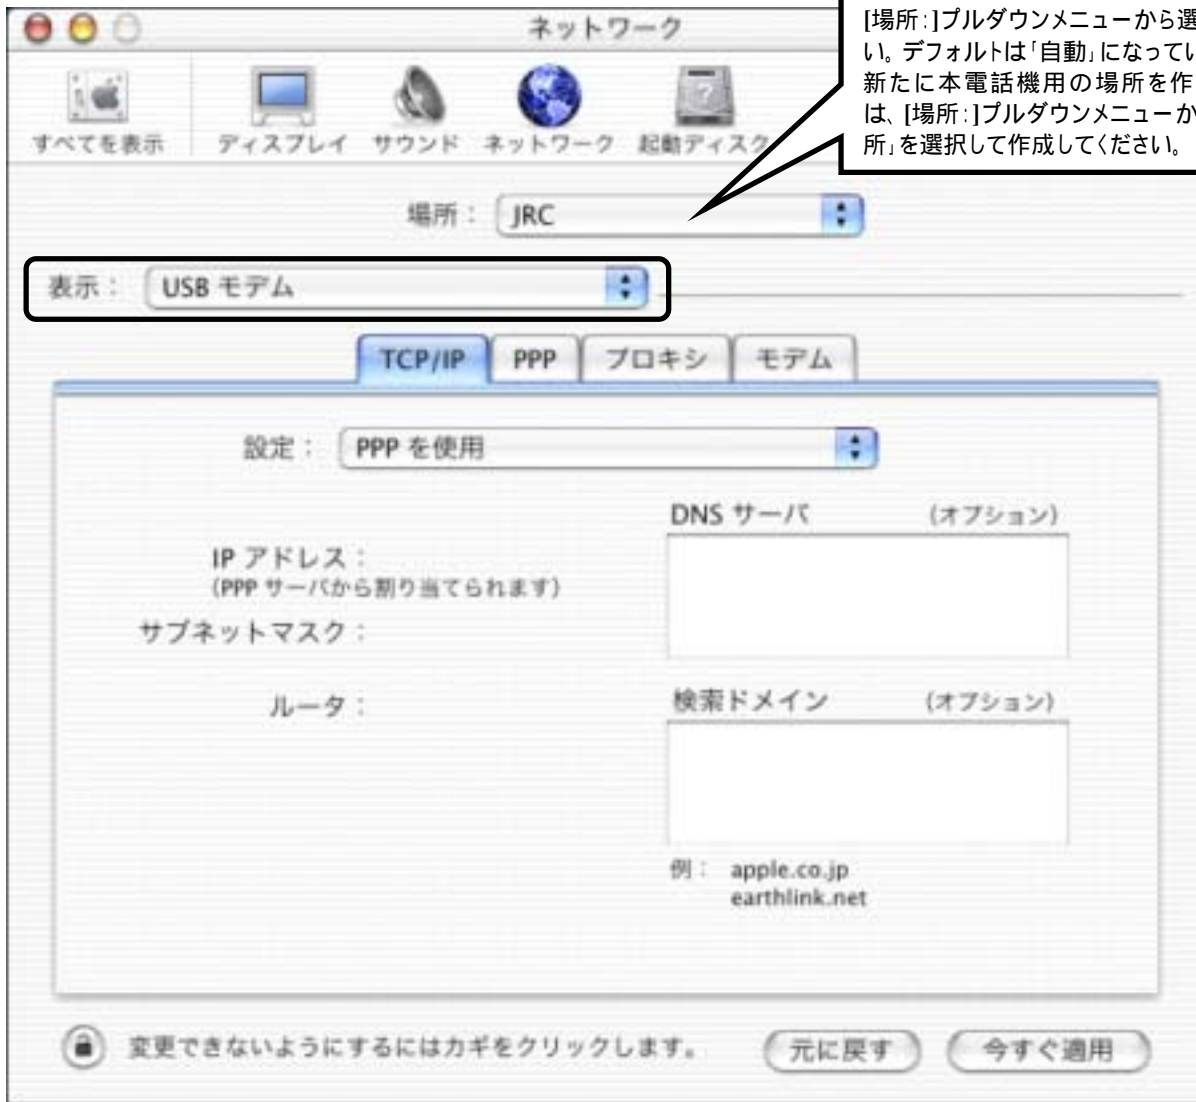 ネットワーク
[場所:]プルダウンメニューから選
い。デフォルトは「自動」になってい
新たに本電話機用の場所を作
は、[場所:]プルダウンメニューか
所」を選択して作成してください。
すべてを表示 ディスプレイ サウンド ネットワーク 起動ディスク
場所: JRC
表示: USB モデム
TCP/IP PPP プロキシ モデム
設定: PPP を使用
DNS サーバ (オプション)
IP アドレス:
(PPP サーバから割り当てられます)
サブネットマスク:
ルータ:
検索ドメイン (オプション)
例: apple.co.jp
earthlink.net
変更できないようにするにはカギをクリックします。 元に戻す 今すぐ適用